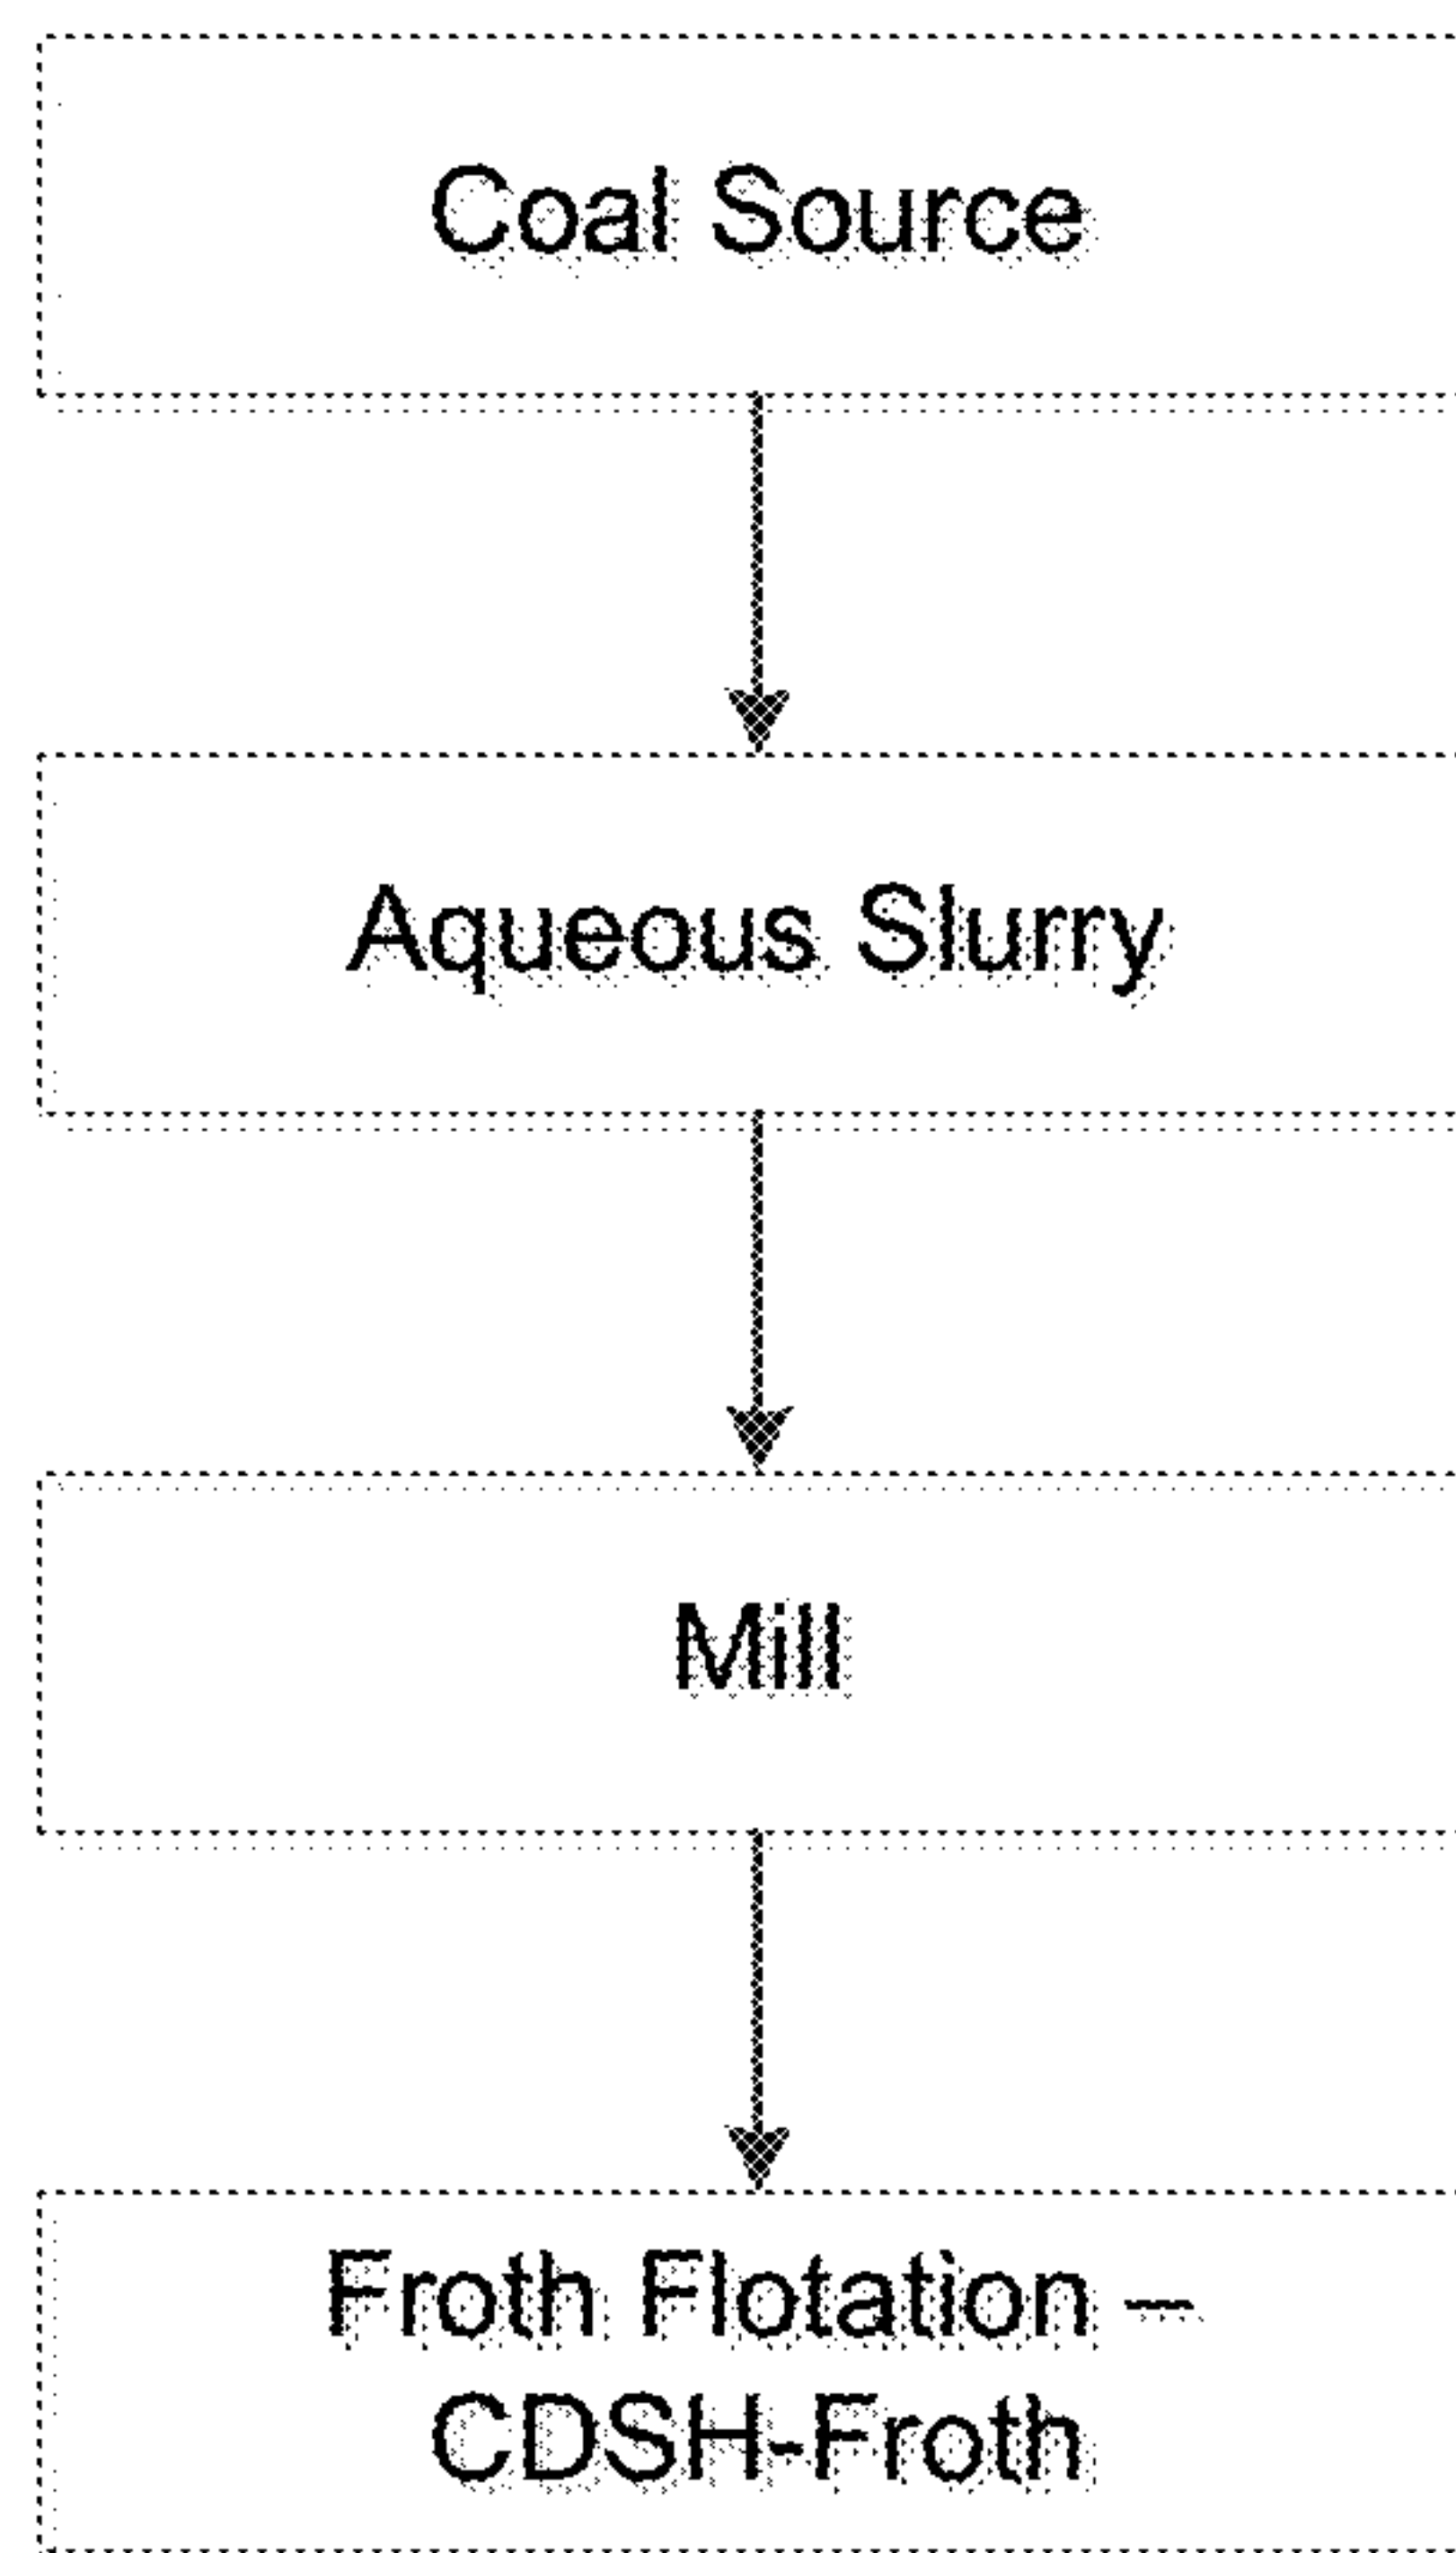 Coal Source
Aqueous Slurry
Mill
Froth Flotation –
CDSH-Froth